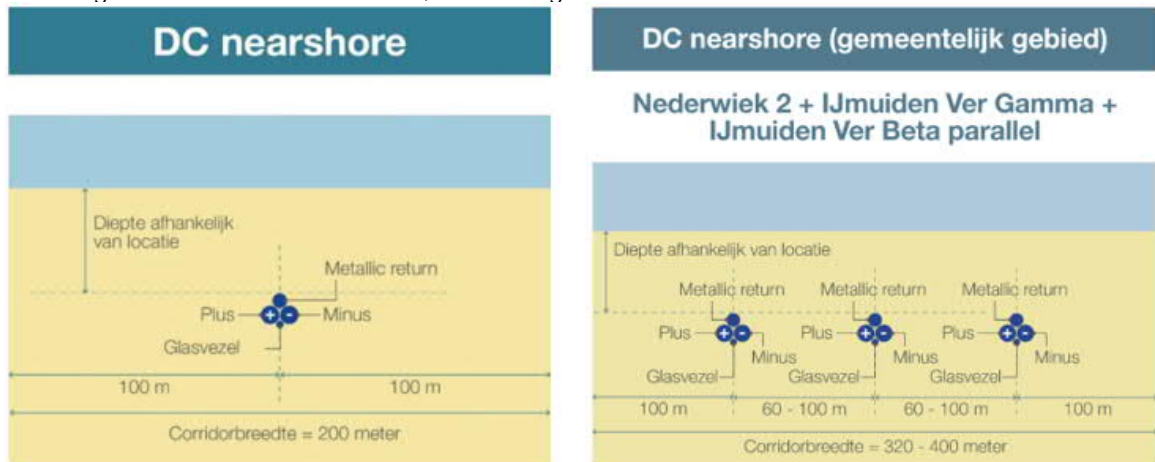 DC nearshore
Diepte afhankelijk
van locatie
Metallic return
Plus
+
-
Minus
Glasvezel
100 m
100 m
Corridorbreedte = 200 meter
DC nearshore (gemeentelijk gebied)
Nederwiek 2 + IJmuiden Ver Gamma +
IJmuiden Ver Beta parallel
Diepte afhankelijk van locatie
Metallic return
Metallic return
Metallic return
Plus
+
-
Plus
+
-
Plus
+
-
Minus
Minus
Minus
Glasvezel
Glasvezel
Glasvezel
100 m
60 - 100 m
60 - 100 m
100 m
Corridorbreedte = 320 - 400 meter